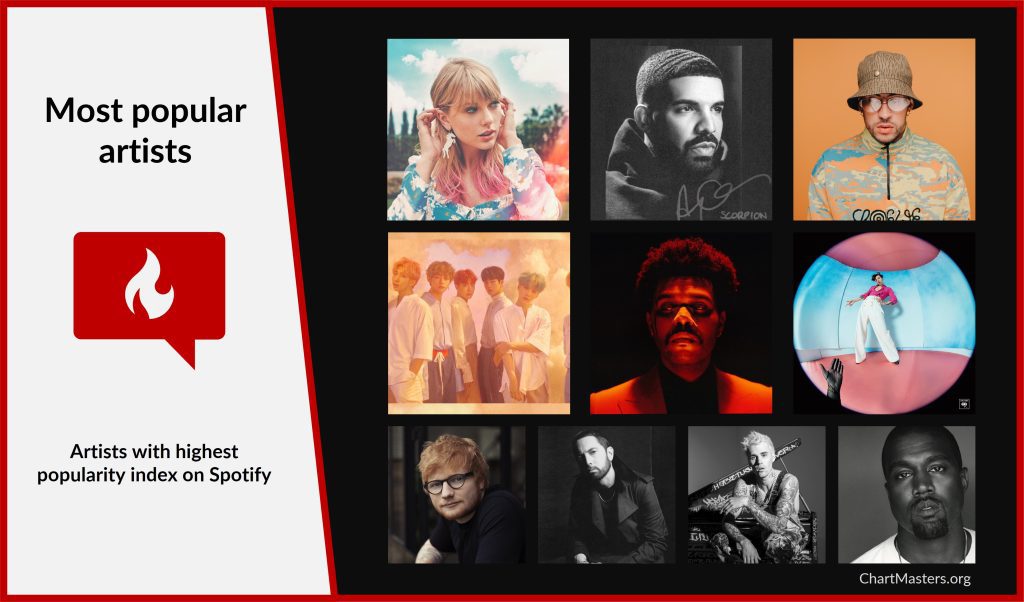 Most popular
artists
Artists with highest
popularity index on Spotify
SCORPION
ChartMasters.org